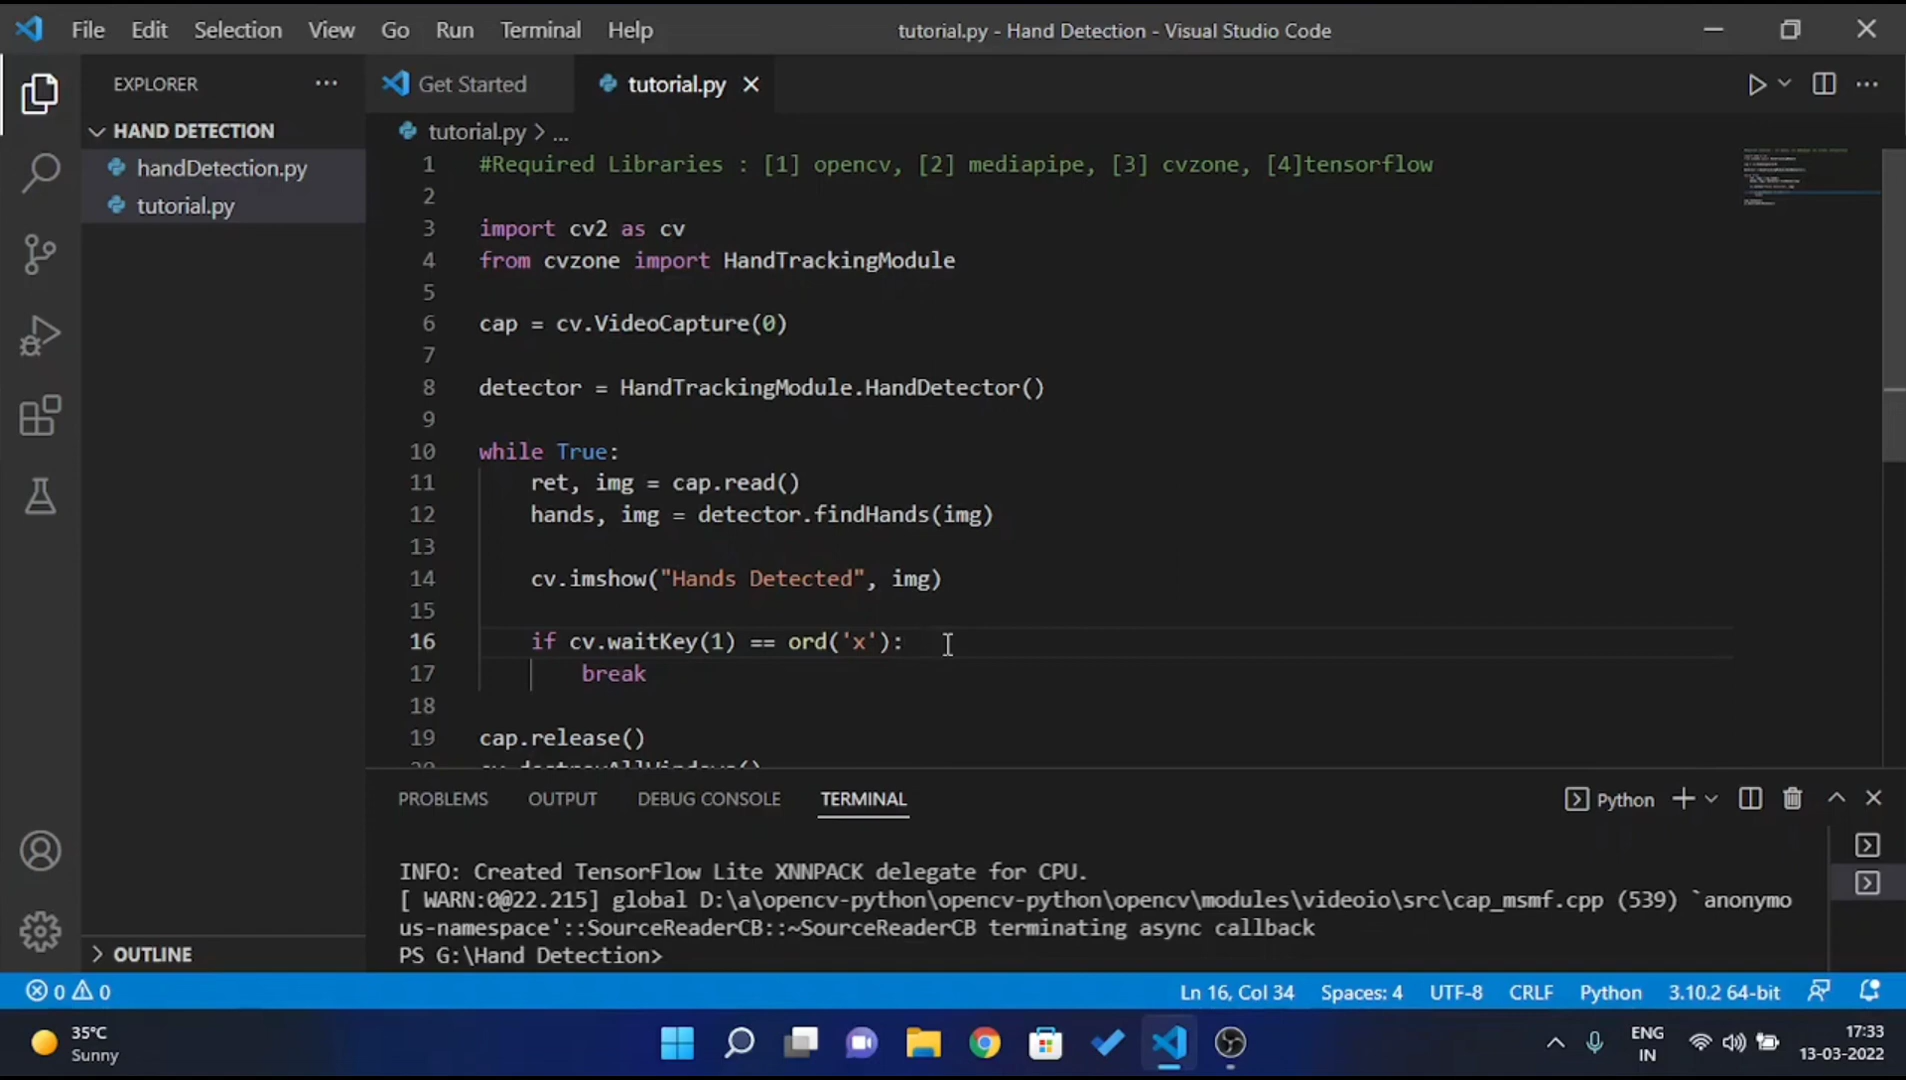 File Edit Selection View Go Run Terminal Help tutorial.py - Hand Detection - Visual Studio Code
EXPLORER ...
Get Started
tutorial.py
HAND DETECTION
handDetection.py
tutorial.py
tutorial.py > ...
1 #Required Libraries : [1] opencv, [2] mediapipe, [3] cvzone, [4]tensorflow
2
3 import cv2 as cv
4 from cvzone import HandTrackingModule
5
6 cap = cv.VideoCapture(0)
7
8 detector = HandTrackingModule.HandDetector()
9
10 while True:
11 ret, img = cap.read()
12 hands, img = detector.findHands(img)
13
14 cv.imshow("Hands Detected", img)
15
16 if cv.waitKey(1) == ord('x'):
17 break
18
19 cap.release()
20 cv.destroyAllWindows()
PROBLEMS OUTPUT DEBUG CONSOLE TERMINAL Python
INFO: Created TensorFlow Lite XNNPACK delegate for CPU.
[ WARN:0@22.215] global D:\a\opencv-python\opencv-python\opencv\modules\videoio\src\cap_msmf.cpp (539) `anonymo
us-namespace'::SourceReaderCB::~SourceReaderCB terminating async callback
PS G:\Hand Detection>
OUTLINE
0 0 Ln 16, Col 34 Spaces: 4 UTF-8 CRLF Python 3.10.2 64-bit
35°C
Sunny
ENG
IN
17:33
13-03-2022